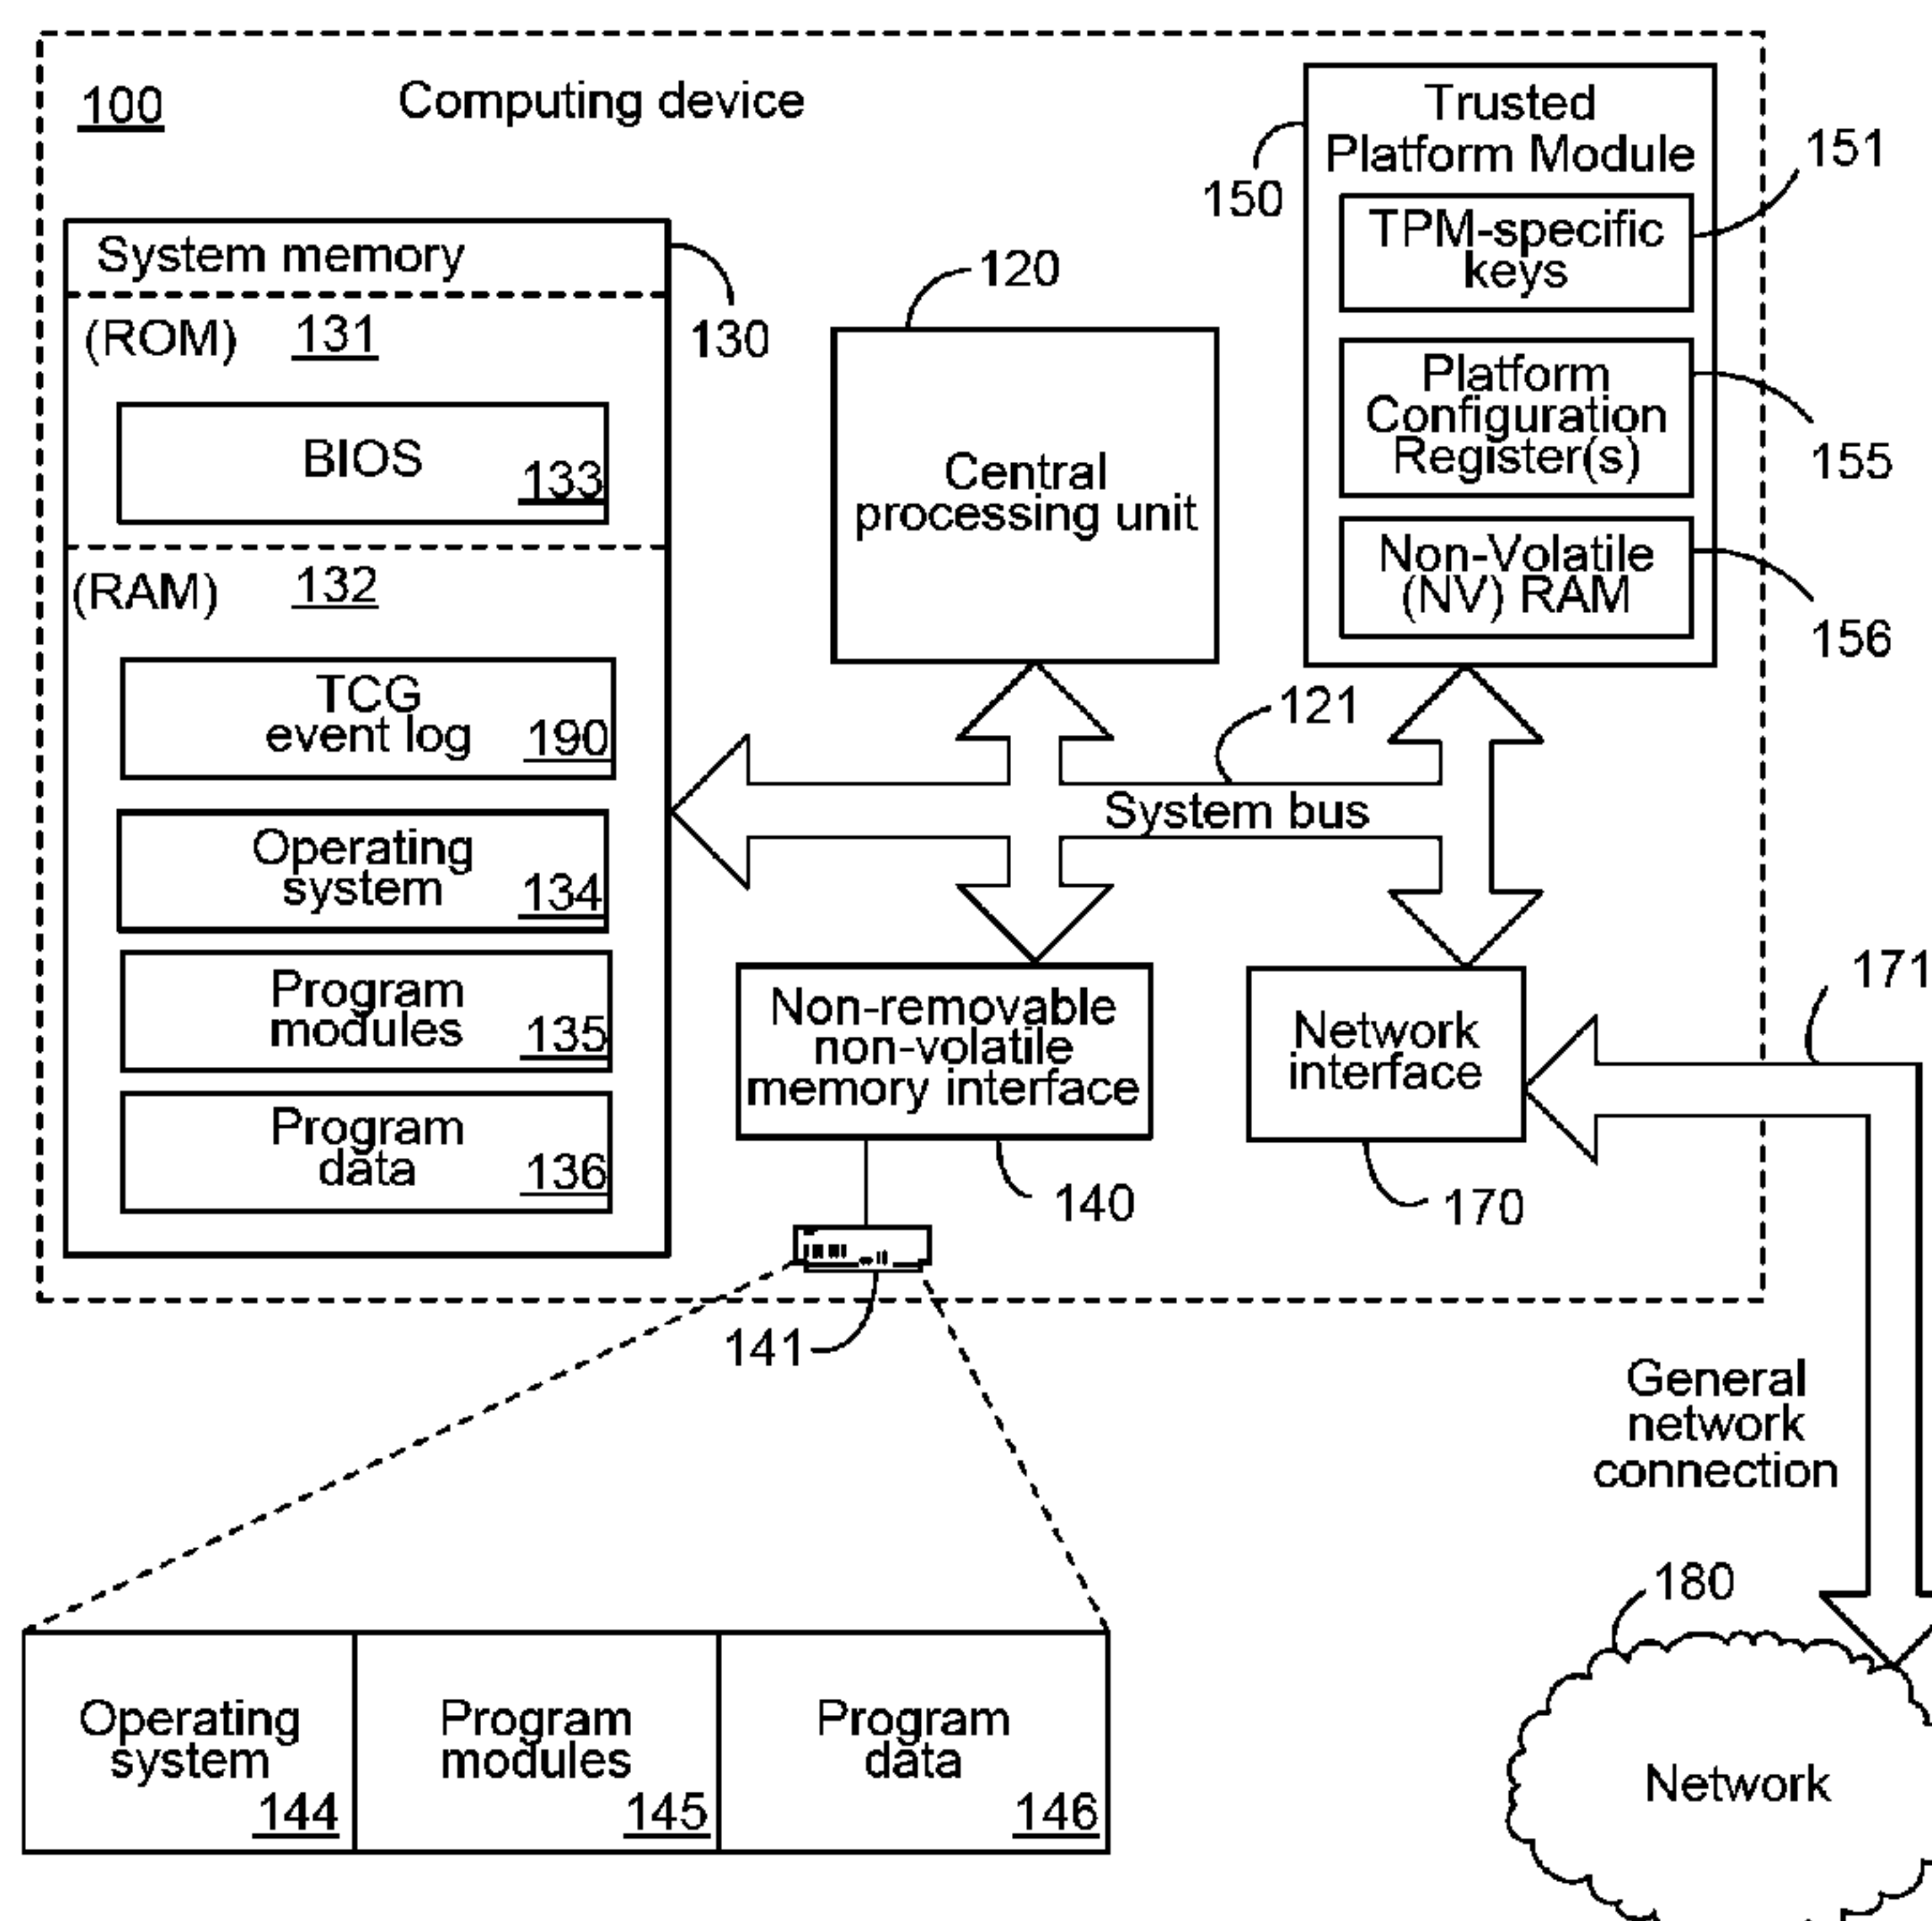 100
Computing device
Trusted
Platform Module
150
151
TPM-specific
keys
Platform
Configuration
Register(s)
155
Non-Volatile
(NV) RAM
156
System memory
130
(ROM) 131
BIOS 133
(RAM) 132
TCG
event log 190
Operating
system 134
Program
modules 135
Program
data 136
120
Central
processing unit
121
System bus
Non-removable
non-volatile
memory interface
140
141
Network
interface
170
171
General
network
connection
180
Network
Operating
system
144
Program
modules
145
Program
data
146